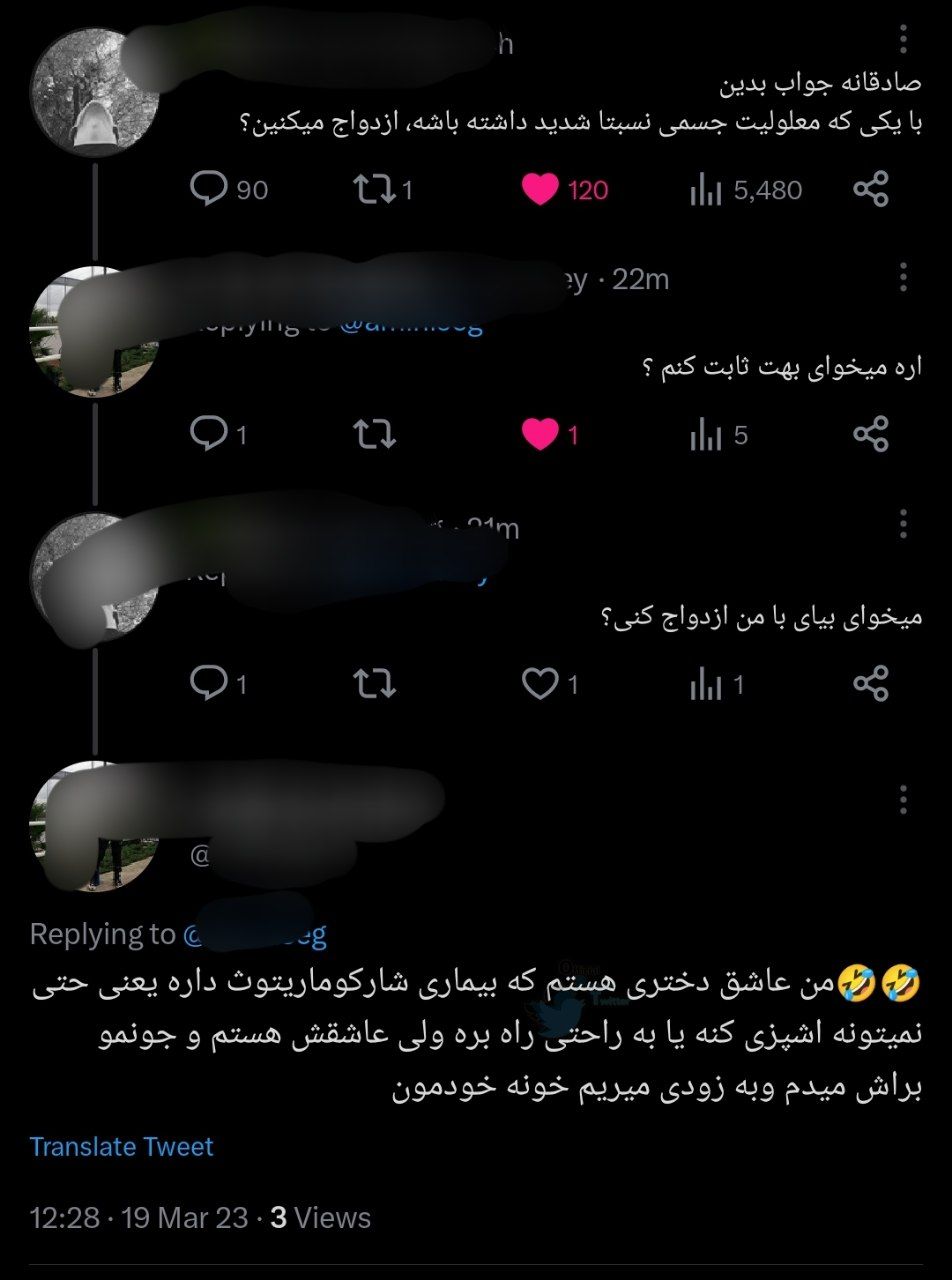 صادقانه جواب بدین
با یکی که معلولیت جسمی نسبتا شدید داشته باشه، ازدواج میکنین؟
90 1 120 5,480
ey · 22m
Replying to
اره میخوای بهت ثابت کنم ؟
1 1 5
21m
میخوای بیای با من ازدواج کنی؟
1 1 1
@
Replying to @ eg
🤣🤣من عاشق دختری هستم که بیماری شارکوماریتوث داره یعنی حتی
نمیتونه اشپزی کنه یا به راحتی راه بره ولی عاشقش هستم و جونمو
براش میدم وبه زودی میریم خونه خودمون
Translate Tweet
12:28 · 19 Mar 23 · 3 Views